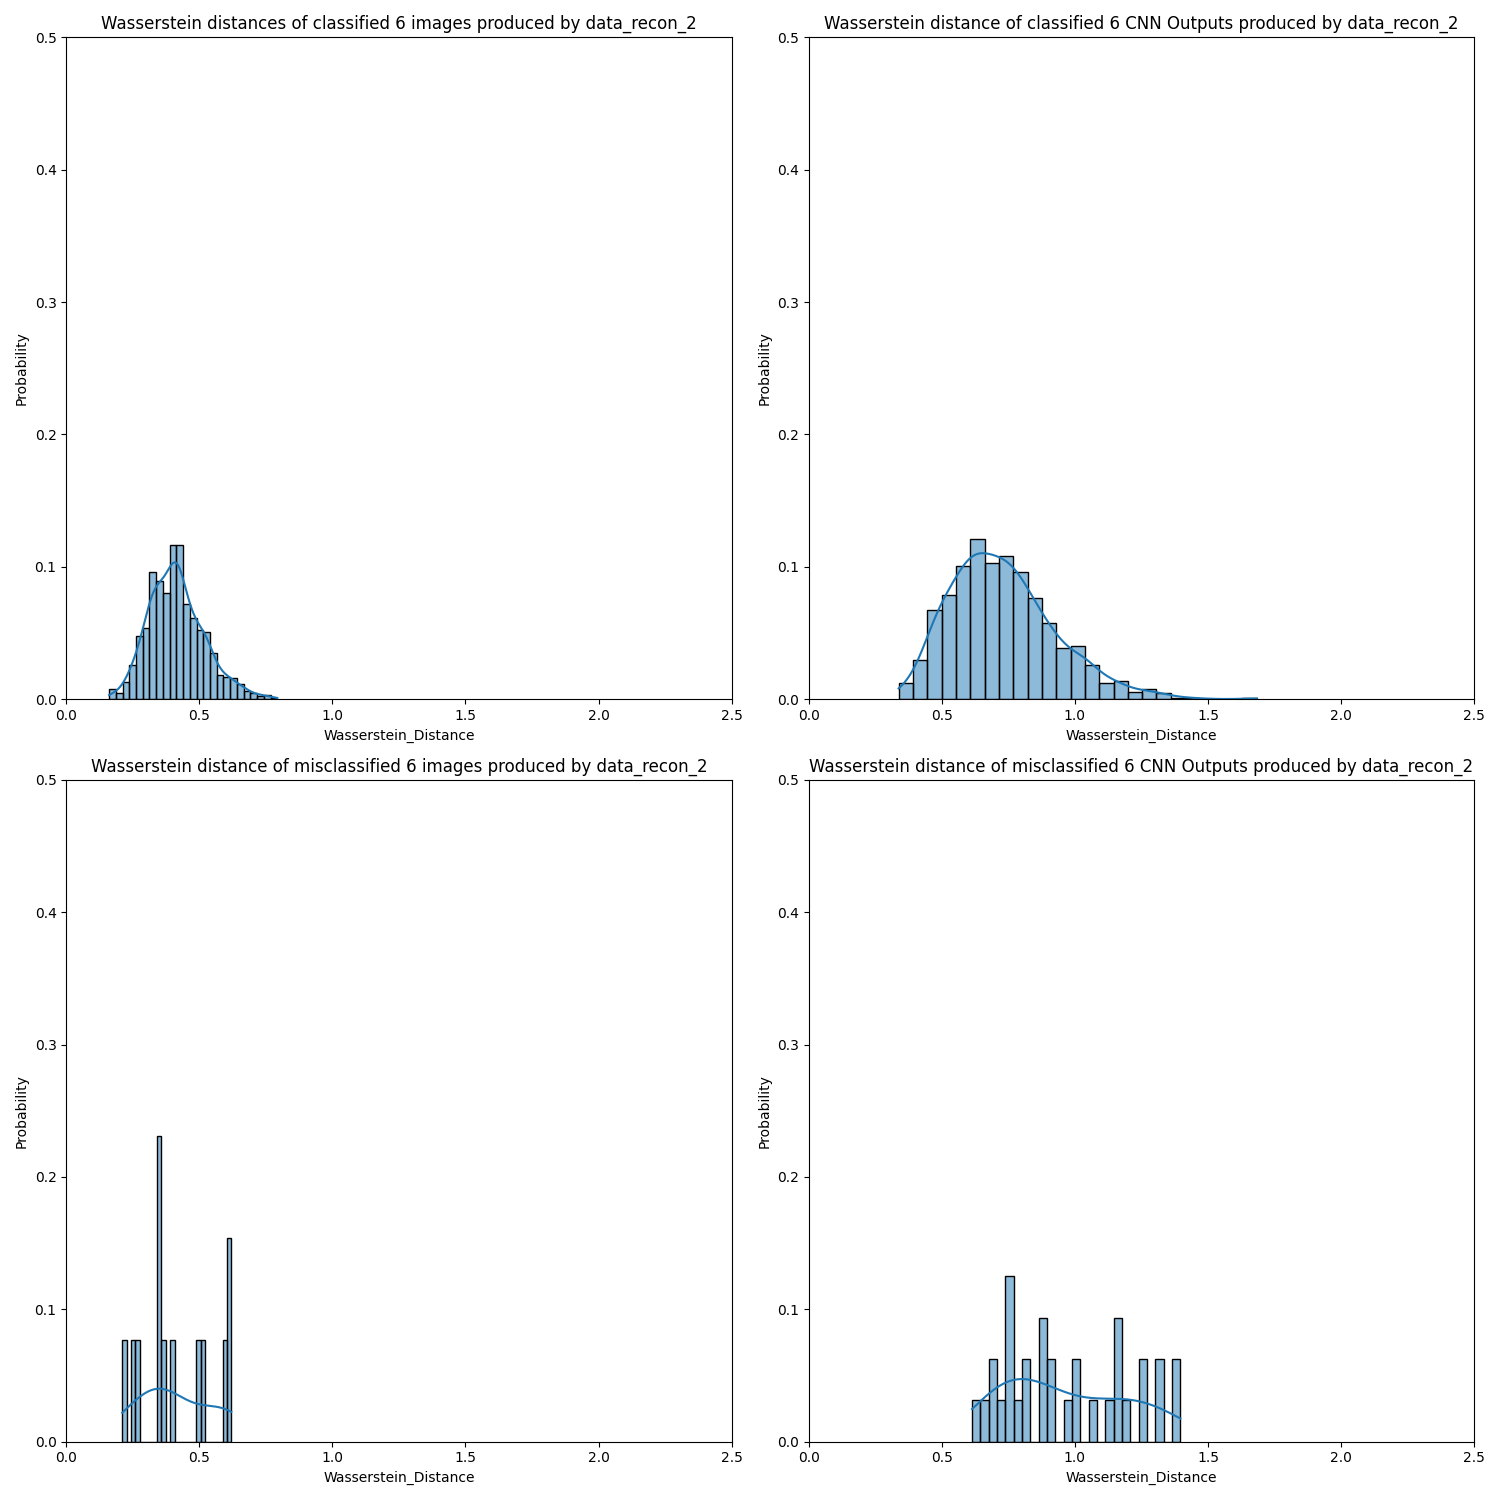 Wasserstein distances of classified 6 images produced by data_recon_2
0.5
0.4
0.3
0.2
0.1
0.0
Probability
0.0 0.5 1.0 1.5 2.0 2.5
Wasserstein_Distance
Wasserstein distance of classified 6 CNN Outputs produced by data_recon_2
0.5
0.4
0.3
0.2
0.1
0.0
Probability
0.0 0.5 1.0 1.5 2.0 2.5
Wasserstein_Distance
Wasserstein distance of misclassified 6 images produced by data_recon_2
0.5
0.4
0.3
0.2
0.1
0.0
Probability
0.0 0.5 1.0 1.5 2.0 2.5
Wasserstein_Distance
Wasserstein distance of misclassified 6 CNN Outputs produced by data_recon_2
0.5
0.4
0.3
0.2
0.1
0.0
Probability
0.0 0.5 1.0 1.5 2.0 2.5
Wasserstein_Distance